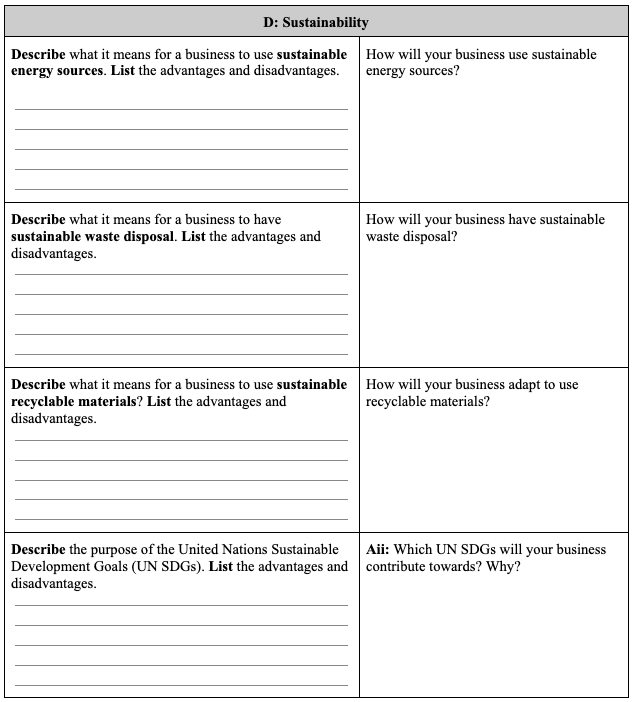 D: Sustainability
Describe what it means for a business to use sustainable
energy sources. List the advantages and disadvantages.
How will your business use sustainable
energy sources?
Describe what it means for a business to have
sustainable waste disposal. List the advantages and
disadvantages.
How will your business have sustainable
waste disposal?
Describe what it means for a business to use sustainable
recyclable materials? List the advantages and
disadvantages.
How will your business adapt to use
recyclable materials?
Describe the purpose of the United Nations Sustainable
Development Goals (UN SDGs). List the advantages and
disadvantages.
Aii: Which UN SDGs will your business
contribute towards? Why?